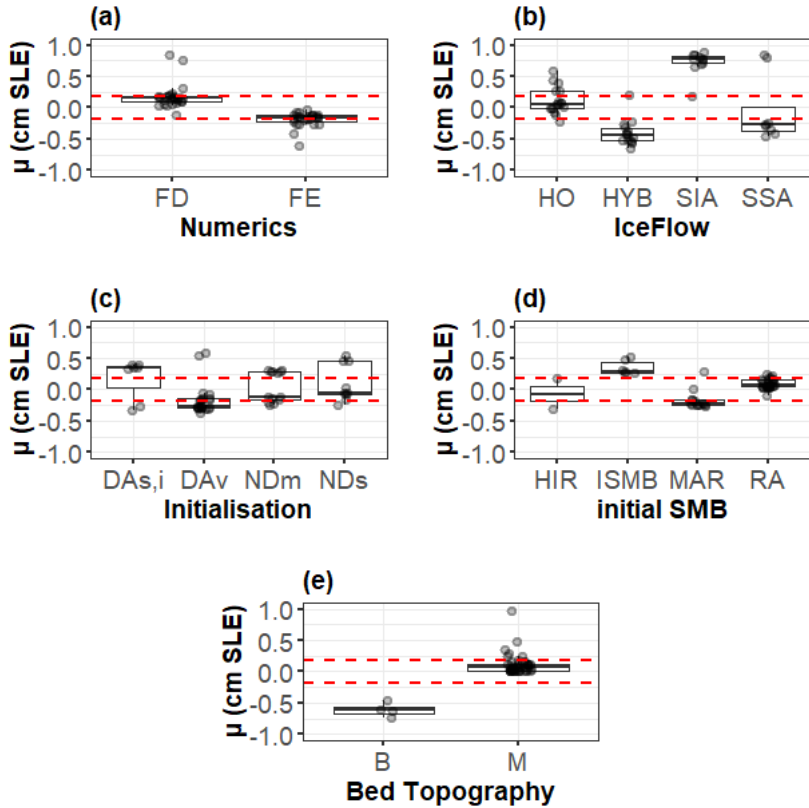 (a)
μ (cm SLE)
1.0
0.5
0.0
-0.5
-1.0
FD FE
Numerics
(b)
μ (cm SLE)
1.0
0.5
0.0
-0.5
-1.0
HO HYB SIA SSA
IceFlow
(c)
μ (cm SLE)
1.0
0.5
0.0
-0.5
-1.0
DAs,i DAv NDm NDs
Initialisation
(d)
μ (cm SLE)
1.0
0.5
0.0
-0.5
-1.0
HIR ISMB MAR RA
initial SMB
(e)
μ (cm SLE)
1.0
0.5
0.0
-0.5
-1.0
B M
Bed Topography